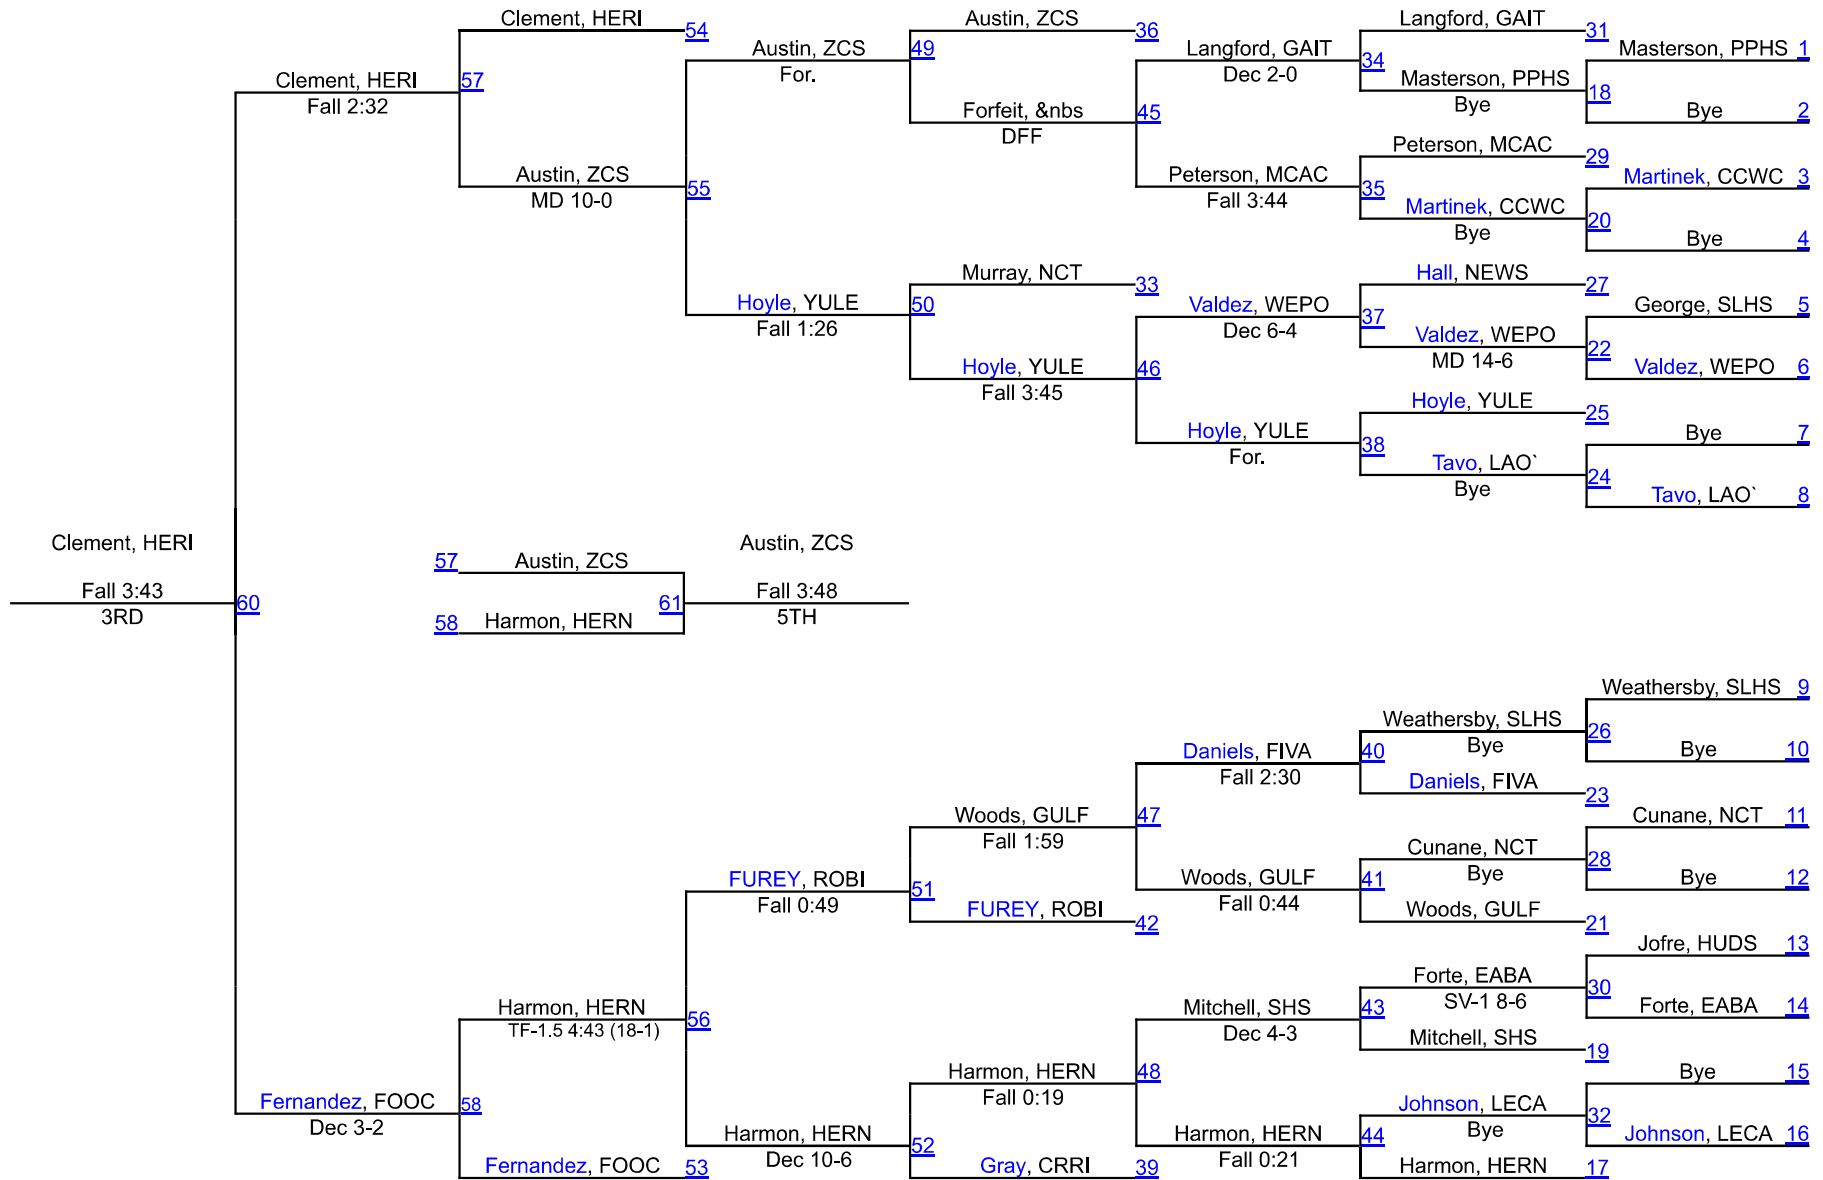 Clement, HERI
54
Austin, ZCS
36
Langford, GAIT
31
Masterson, PPHS 1
Austin, ZCS
For.
49
Langford, GAIT
Dec 2-0
34
Clement, HERI
Fall 2:32
57
Masterson, PPHS
Bye
18
Forfeit, &nbs
DFF
45
Bye 2
Peterson, MCAC
29
Austin, ZCS
MD 10-0
55
Peterson, MCAC
Fall 3:44
35
Martinek, CCWC 3
Martinek, CCWC
Bye
20
Bye 4
Murray, NCT
33
Hall, NEWS
27
Hoyle, YULE
Fall 1:26
50
Valdez, WEPO
Dec 6-4
37
George, SLHS 5
Valdez, WEPO
MD 14-6
22
Hoyle, YULE
Fall 3:45
46
Valdez, WEPO 6
Hoyle, YULE
25
Hoyle, YULE
For.
38
Bye 7
Tavo, LAO`
Bye
24
Tavo, LAO` 8
Clement, HERI
Fall 3:43
3RD
60
57
Austin, ZCS
Austin, ZCS
Fall 3:48
5TH
61
58
Harmon, HERN
Weathersby, SLHS 9
Weathersby, SLHS
Bye
26
Daniels, FIVA
Fall 2:30
40
Bye 10
Daniels, FIVA
23
Woods, GULF
Fall 1:59
47
Cunane, NCT 11
Cunane, NCT
Bye
28
FUREY, ROBI
Fall 0:49
51
Woods, GULF
Fall 0:44
41
Bye 12
FUREY, ROBI
42
Woods, GULF
21
Jofre, HUDS 13
Forte, EABA
SV-1 8-6
30
Harmon, HERN
TF-1.5 4:43 (18-1)
56
Mitchell, SHS
Dec 4-3
43
Forte, EABA 14
Mitchell, SHS
19
Harmon, HERN
Fall 0:19
48
Bye 15
Fernandez, FOOC
Dec 3-2
58
Johnson, LECA
Bye
32
Harmon, HERN
Dec 10-6
52
Harmon, HERN
Fall 0:21
44
Johnson, LECA 16
Fernandez, FOOC
53
Gray, CRRI
39
Harmon, HERN
17